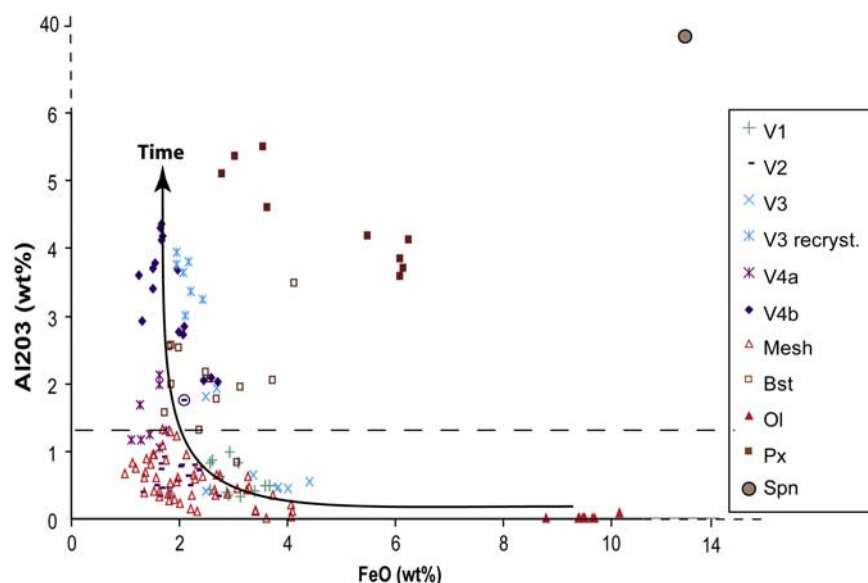 40
6
Time
5
4
3
2
1
0
Al203 (wt%)
0
2
4
6
8
10
14
FeO (wt%)
V1
V2
V3
V3 recryst.
V4a
V4b
Mesh
Bst
Ol
Px
Spn